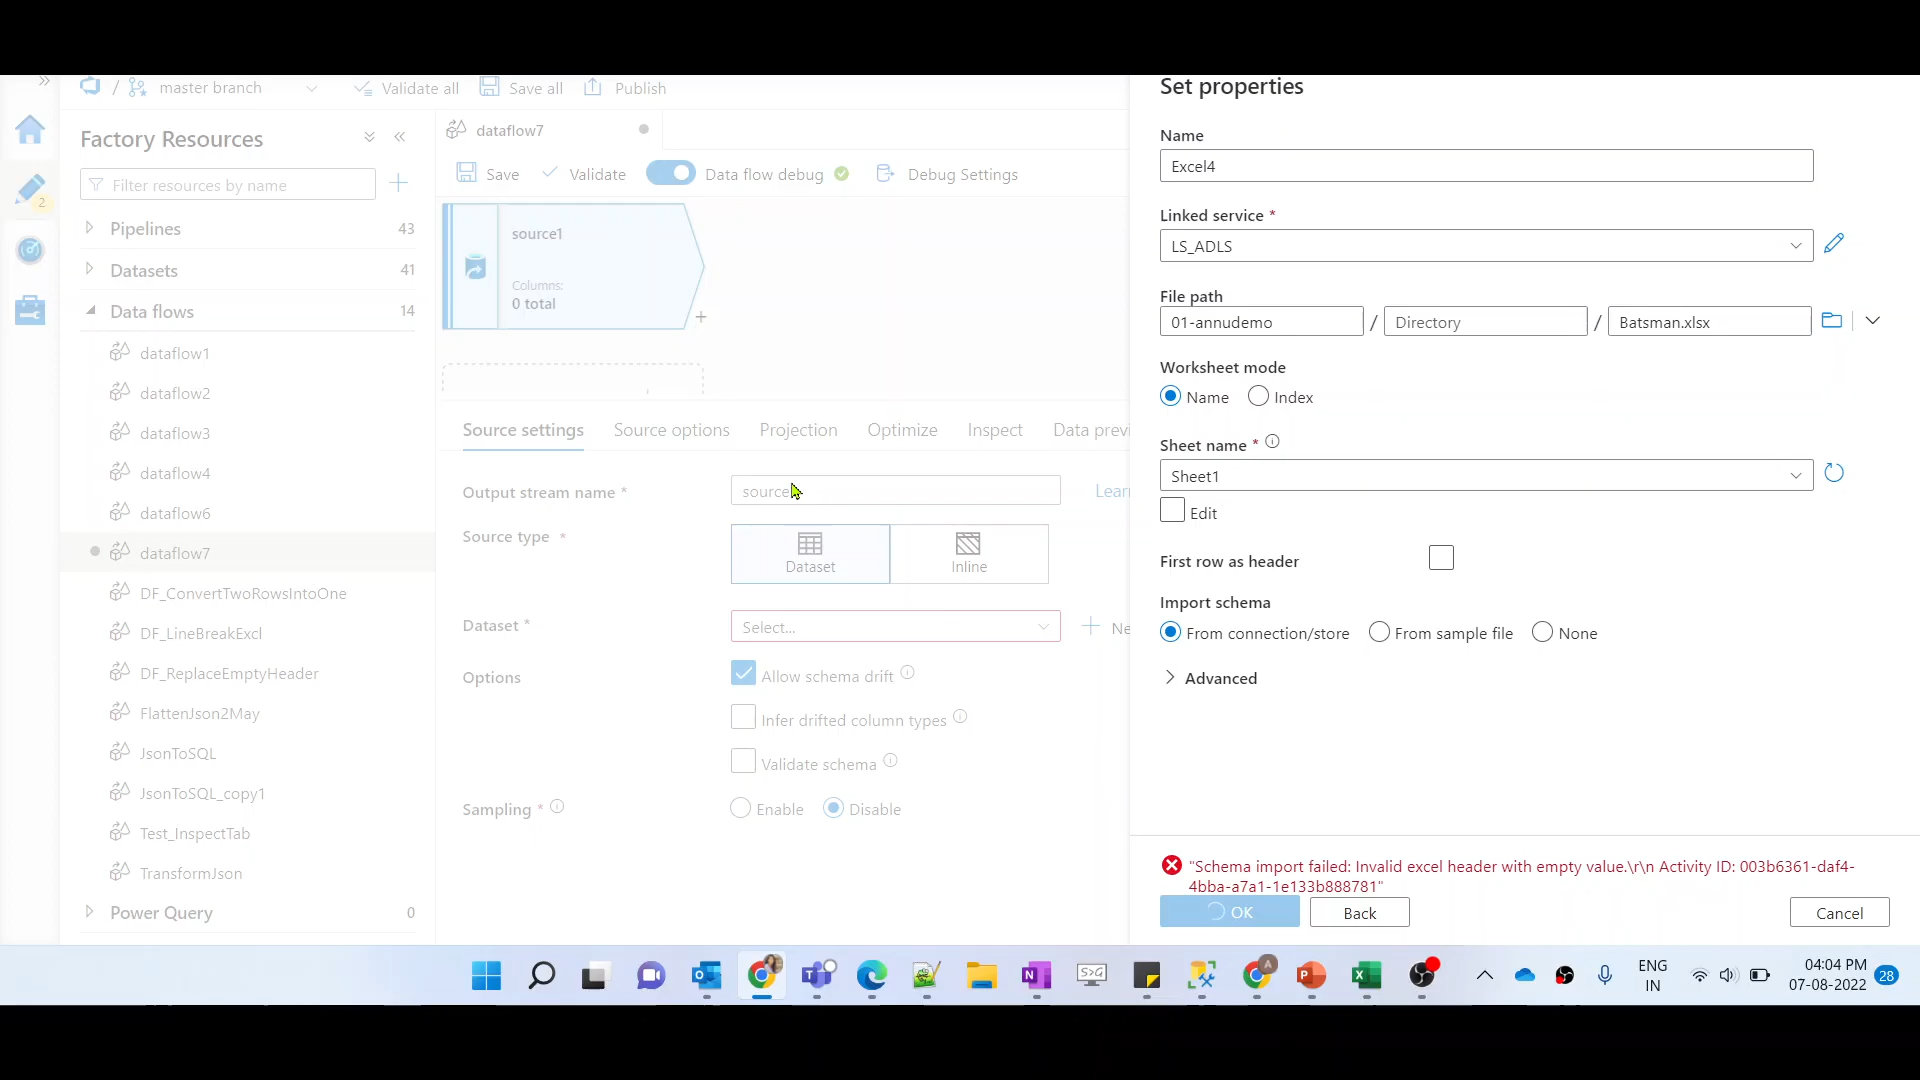 / master branch Validate all Save all Publish
Factory Resources
Filter resources by name
2
Pipelines 43
Datasets 41
Data flows 14
dataflow1
dataflow2
dataflow3
dataflow4
dataflow6
dataflow7
DF_ConvertTwoRowsIntoOne
DF_LineBreakExcl
DF_ReplaceEmptyHeader
FlattenJson2May
JsonToSQL
JsonToSQL_copy1
Test_InspectTab
TransformJson
Power Query 0
dataflow7
Save Validate Data flow debug Debug Settings
source1
Columns:
0 total
+
Source settings Source options Projection Optimize Inspect Data previ
Output stream name * source Learn
Source type *
Dataset Inline
Dataset * Select... Ne
Options Allow schema drift
Infer drifted column types
Validate schema
Sampling * Enable Disable
Set properties
Name
Excel4
Linked service *
LS_ADLS
File path
01-annudemo / Directory / Batsman.xlsx
Worksheet mode
Name Index
Sheet name *
Sheet1
Edit
First row as header
Import schema
From connection/store From sample file None
Advanced
"Schema import failed: Invalid excel header with empty value.\r\n Activity ID: 003b6361-daf4-
4bba-a7a1-1e133b888781"
OK Back Cancel
ENG
IN
04:04 PM
07-08-2022
28